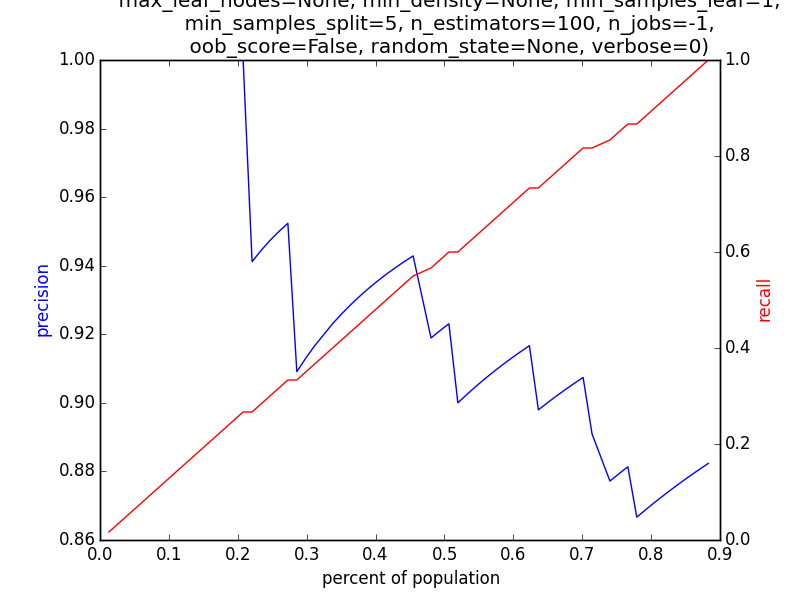 max_leaf_nodes=None, min_density=None, min_samples_leaf=1,
min_samples_split=5, n_estimators=100, n_jobs=-1,
oob_score=False, random_state=None, verbose=0)
1.00
0.98
0.96
0.94
0.92
0.90
0.88
0.86
precision
1.0
0.8
0.6
0.4
0.2
0.0
recall
0.0 0.1 0.2 0.3 0.4 0.5 0.6 0.7 0.8 0.9
percent of population